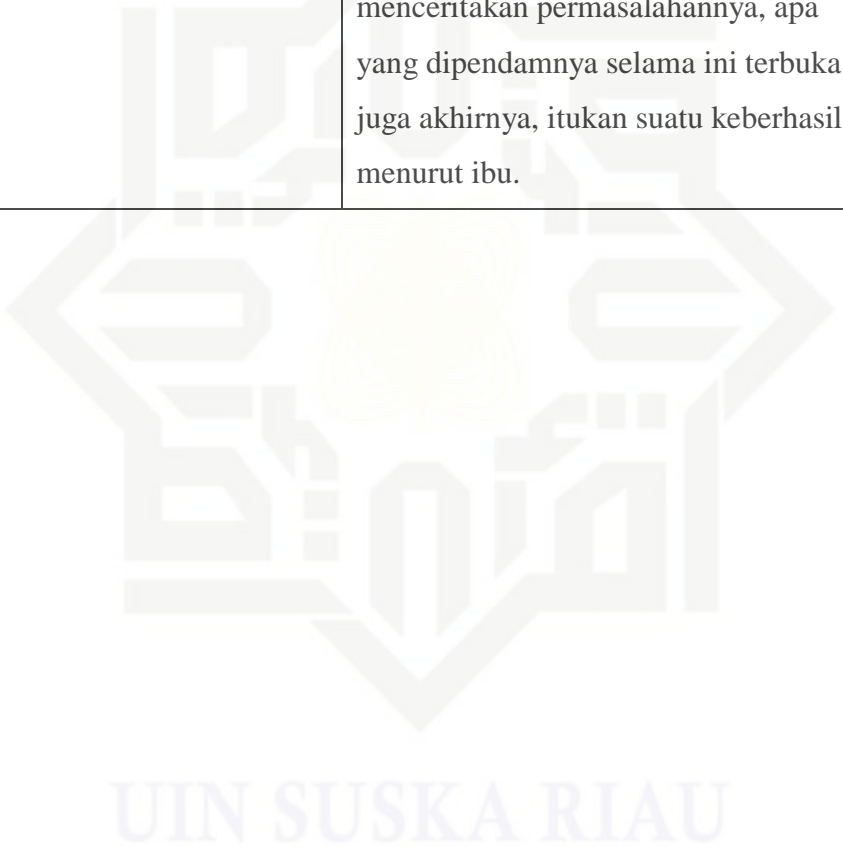 menceritakan permasalahannya, apa
yang dipendamnya selama ini terbuka
juga akhirnya, itukan suatu keberhasil
menurut ibu.
UIN SUSKA RIAU